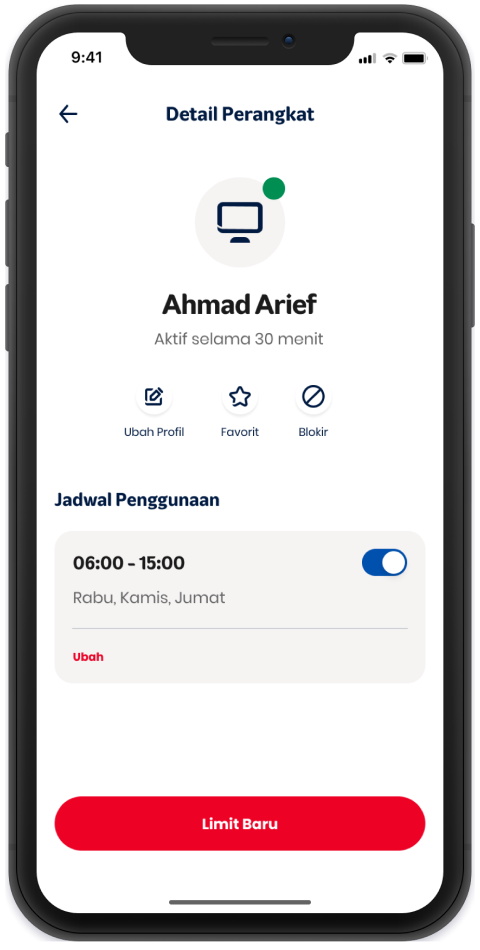 9:41
Detail Perangkat
Ahmad Arief
Aktif selama 30 menit
Ubah Profil Favorit Blokir
Jadwal Penggunaan
06:00 - 15:00
Rabu, Kamis, Jumat
Ubah
Limit Baru